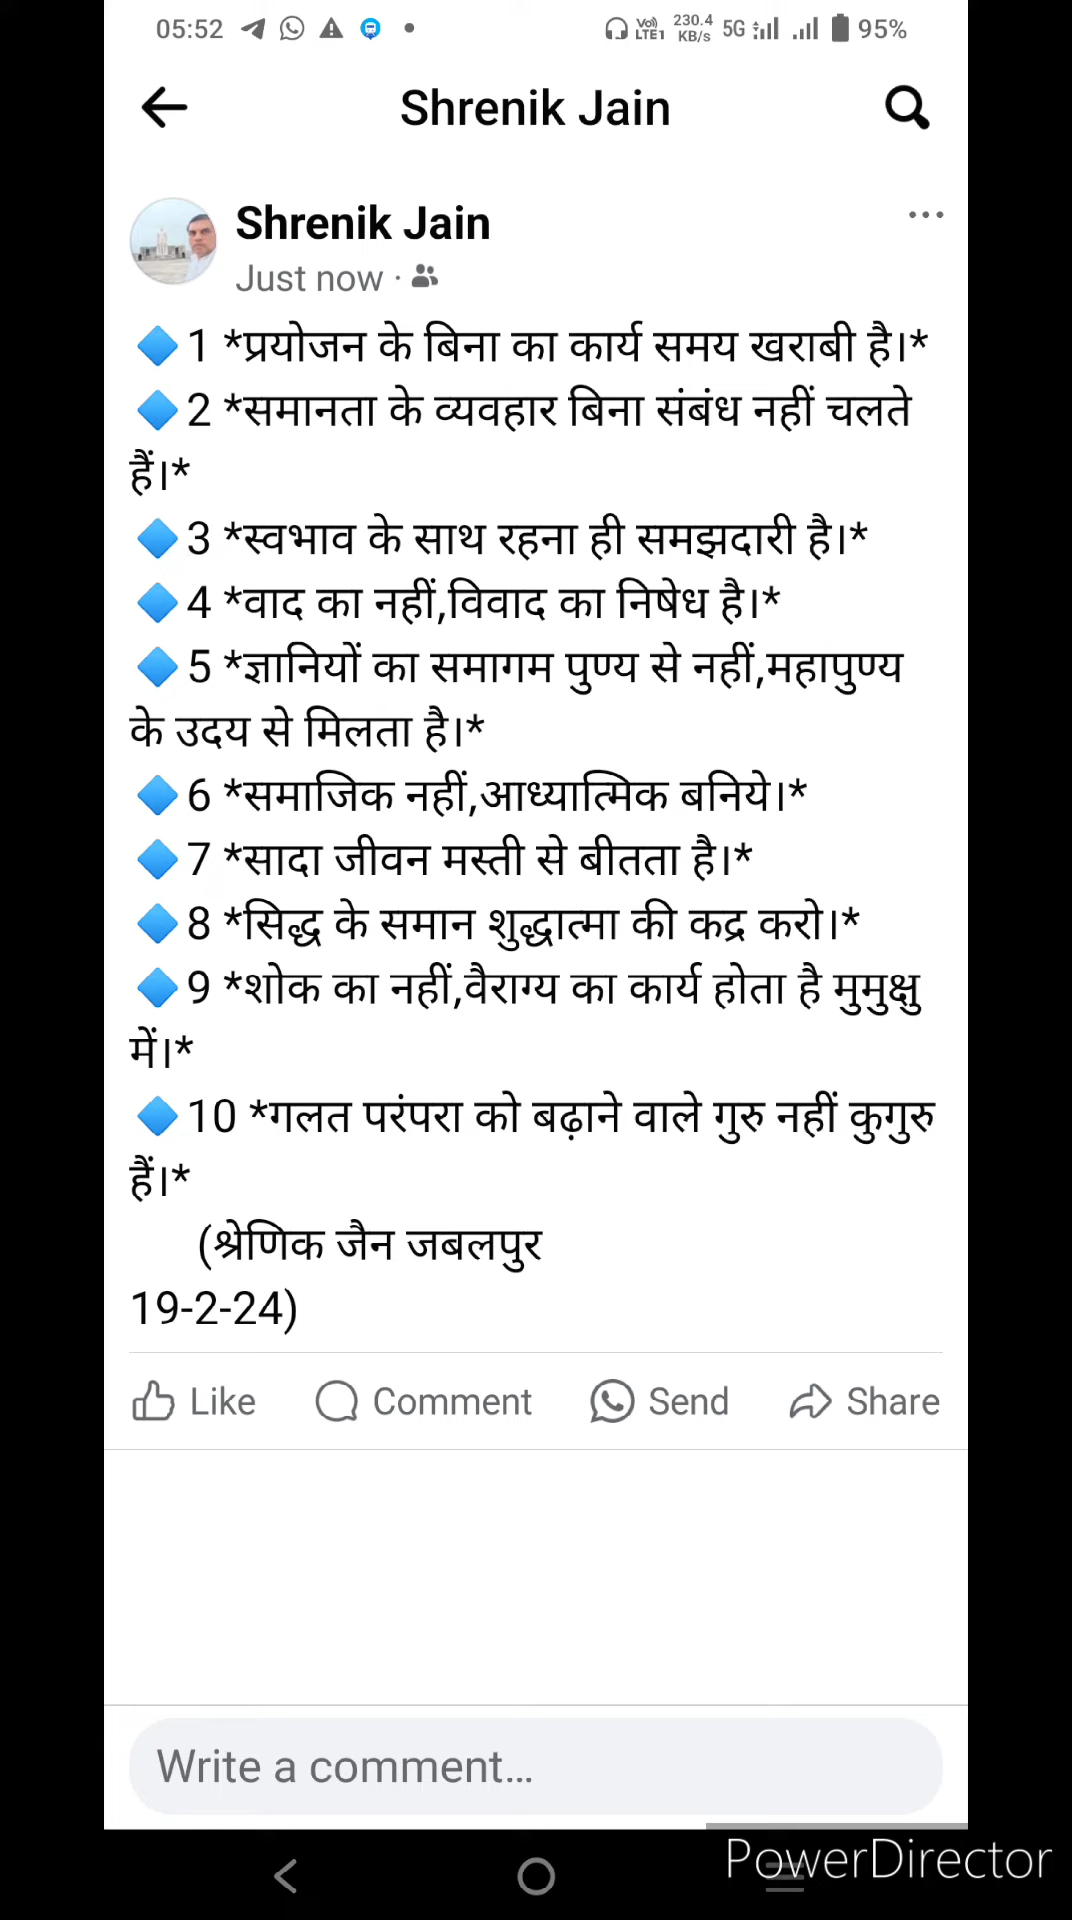 05:52 Vo) LTE1 230.4 KB/s 5G 95%
Shrenik Jain
Shrenik Jain
Just now ·
🔷1 *प्रयोजन के बिना का कार्य समय खराबी है।*
🔷2 *समानता के व्यवहार बिना संबंध नहीं चलते
हैं।*
🔷3 *स्वभाव के साथ रहना ही समझदारी है।*
🔷4 *वाद का नहीं,विवाद का निषेध है।*
🔷5 *ज्ञानियों का समागम पुण्य से नहीं,महापुण्य
के उदय से मिलता है।*
🔷6 *समाजिक नहीं,आध्यात्मिक बनिये।*
🔷7 *सादा जीवन मस्ती से बीतता है।*
🔷8 *सिद्ध के समान शुद्धात्मा की कद्र करो।*
🔷9 *शोक का नहीं,वैराग्य का कार्य होता है मुमुक्षु
में।*
🔷10 *गलत परंपरा को बढ़ाने वाले गुरु नहीं कुगुरु
हैं।*
(श्रेणिक जैन जबलपुर
19-2-24)
Like Comment Send Share
Write a comment...
PowerDirector